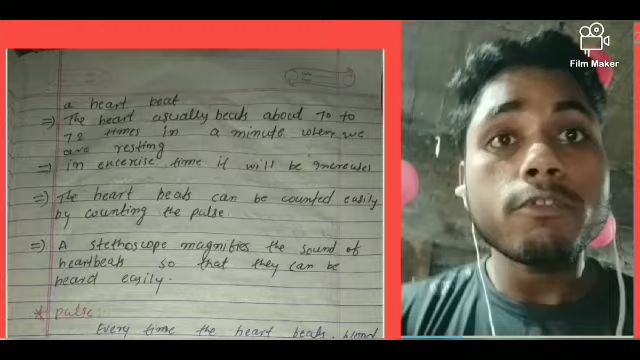 a heart beat
⇒ The heart usually beats about 70 to
72 times in a minute when we
are resting
⇒ in excercise time it will be increases
⇒ The heart beats can be counted easily
by counting the pulse.
⇒ A stethoscope magnifies the sound of
heartbeats so that they can be
heard easily.
* Pulse:
Every time the heart beats, blood
Film Maker